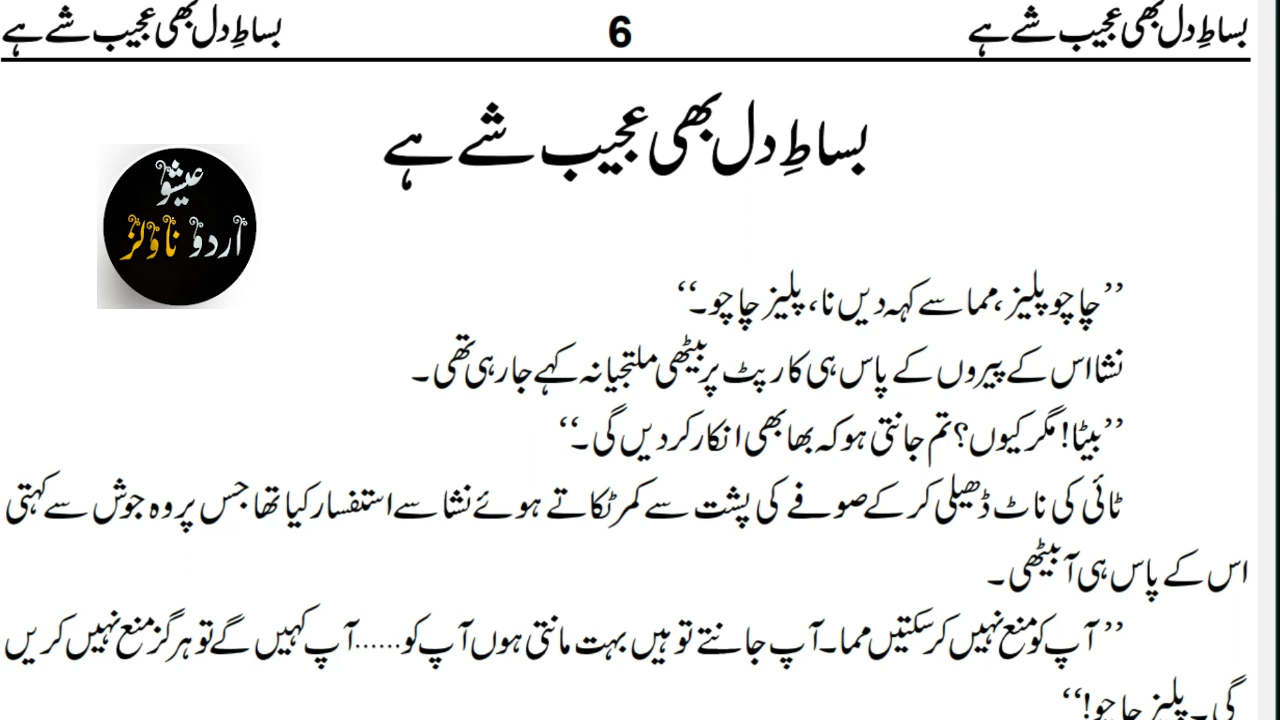 بساطِ دل بھی عجیب شے ہے 6 بساطِ دل بھی عجیب شے ہے
بساطِ دل بھی عجیب شے ہے
عیشو
اردو ناولز
’’چاچو پلیز، مما سے کہہ دیں نا، پلیز چاچو۔‘‘
نشا اس کے پیروں کے پاس ہی کارپٹ پر بیٹھی ملتجیانہ کہے جا رہی تھی۔
’’بیٹا! مگر کیوں؟ تم جانتی ہو کہ بھابھی انکار کر دیں گی۔‘‘
ٹائی کی ناٹ ڈھیلی کر کے صوفے کی پشت سے کمر ٹکاتے ہوئے نشا سے استفسار کیا تھا جس پر وہ جوش سے کہتی
اس کے پاس ہی آ بیٹھی۔
’’آپ کو منع نہیں کر سکتیں مما۔ آپ جانتے تو ہیں بہت مانتی ہوں آپ کو......آپ کہیں گے تو ہرگز منع نہیں کریں
گی۔ پلیز چاچو!‘‘